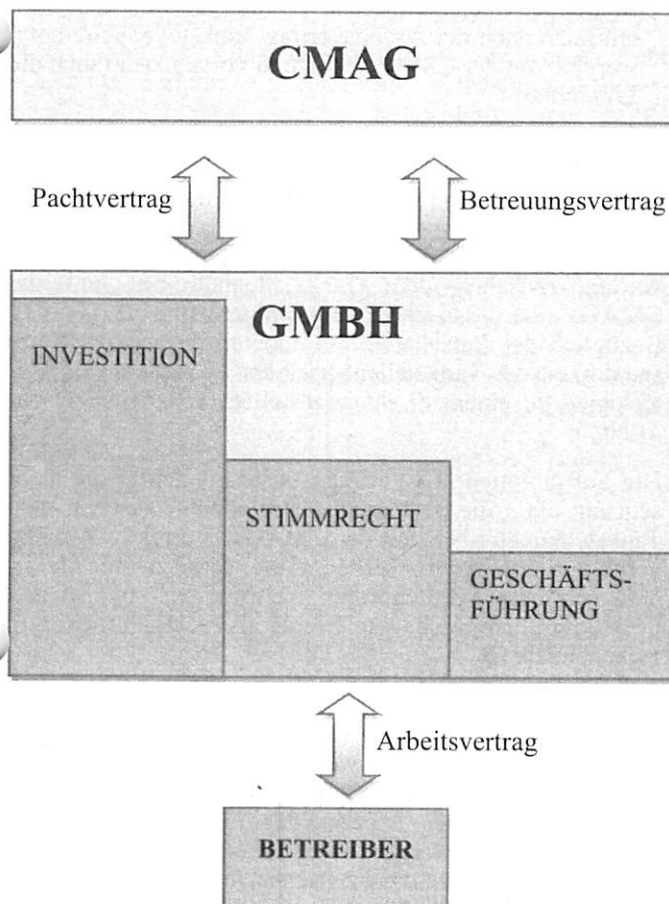 CMAG
Pachtvertrag
Betreuungsvertrag
GMBH
INVESTITION
STIMMRECHT
GESCHÄFTS-
FÜHRUNG
Arbeitsvertrag
BETREIBER